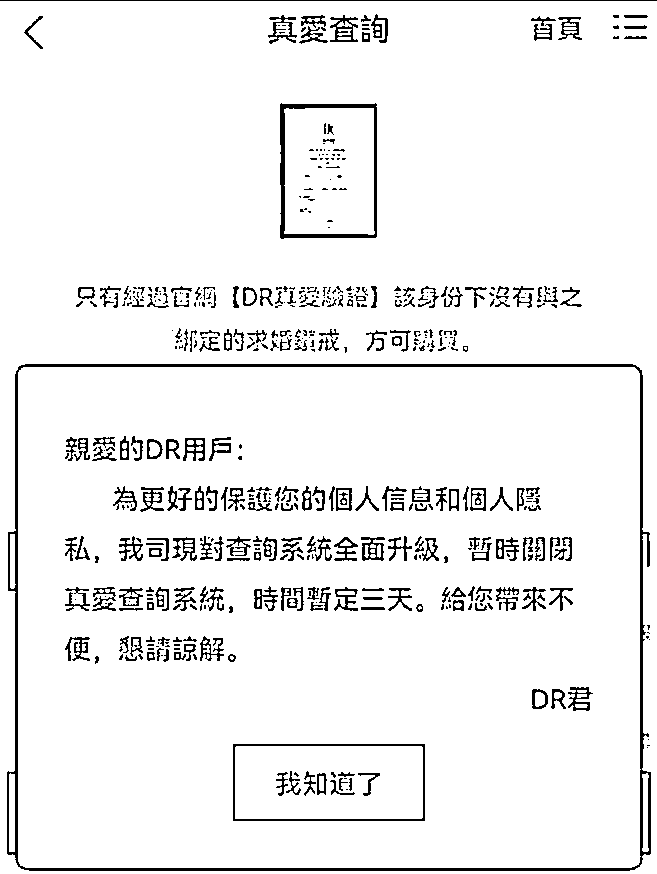 真愛查詢
首頁
只有經過官網【DR真愛驗證】該身份下沒有與之
綁定的求婚鑽戒，方可購買。
親愛的DR用戶：
為更好的保護您的個人信息和個人隱
私，我司現對查詢系統全面升級，暫時關閉
真愛查詢系統，時間暫定三天。給您帶來不
便，懇請諒解。
DR君
我知道了